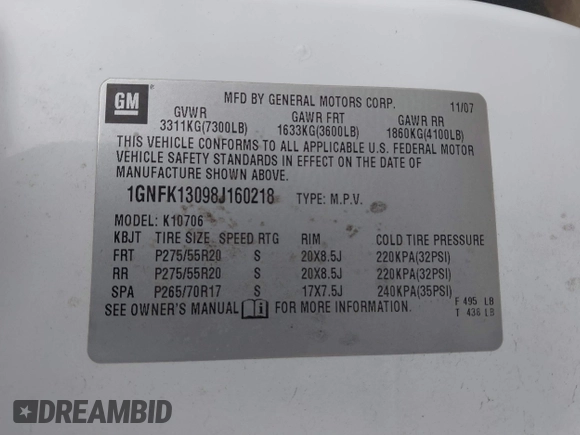 GM
MFD BY GENERAL MOTORS CORP. 11/07
GVWR GAWR FRT GAWR RR
3311KG(7300LB) 1633KG(3600LB) 1860KG(4100LB)
THIS VEHICLE CONFORMS TO ALL APPLICABLE U.S. FEDERAL MOTOR
VEHICLE SAFETY STANDARDS IN EFFECT ON THE DATE OF
MANUFACTURE SHOWN ABOVE.
1GNFK13098J160218 TYPE: M.P.V.
MODEL: K10706
KBJT TIRE SIZE SPEED RTG RIM COLD TIRE PRESSURE
FRT P275/55R20 S 20X8.5J 220KPA(32PSI)
RR P275/55R20 S 20X8.5J 220KPA(32PSI)
SPA P265/70R17 S 17X7.5J 240KPA(35PSI)
SEE OWNER'S MANUAL FOR MORE INFORMATION.
F 495 LB
T 438 LB
DREAMBID